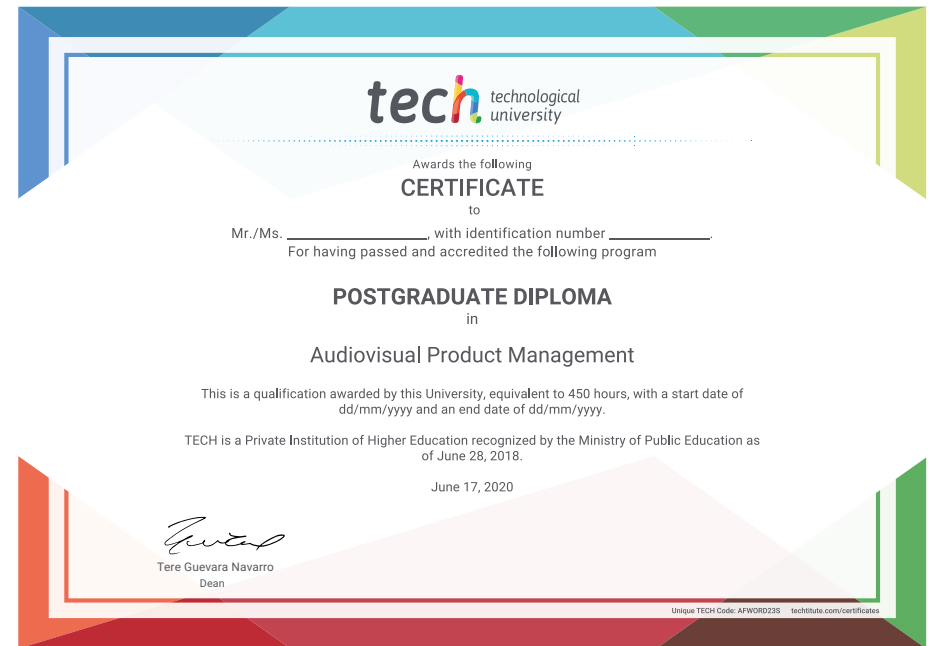 tech technological
university
Awards the following
CERTIFICATE
to
Mr./Ms. ____________________, with identification number ______________.
For having passed and accredited the following program
POSTGRADUATE DIPLOMA
in
Audiovisual Product Management
This is a qualification awarded by this University, equivalent to 450 hours, with a start date of
dd/mm/yyyy and an end date of dd/mm/yyyy.
TECH is a Private Institution of Higher Education recognized by the Ministry of Public Education as
of June 28, 2018.
June 17, 2020
Tere Guevara Navarro
Dean
Unique TECH Code: AFWORD23S techtitute.com/certificates